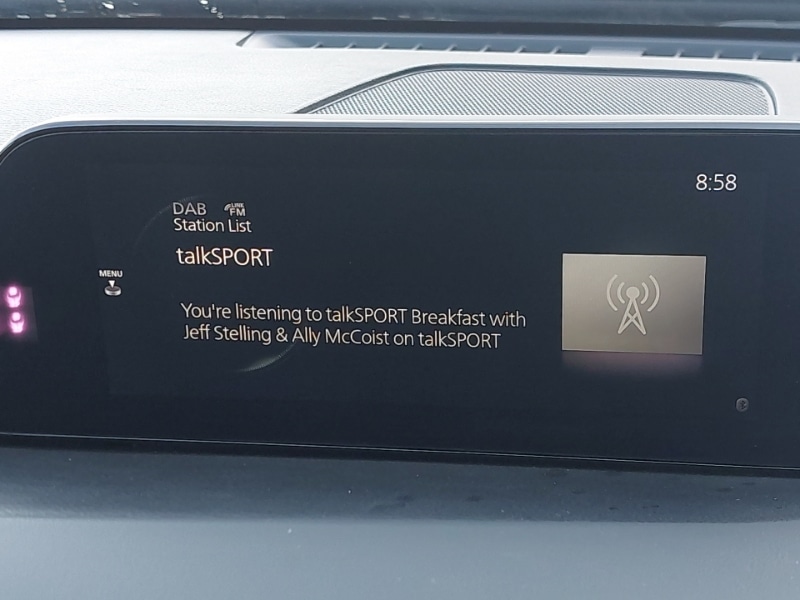 8:58
DAB LINK FM
Station List
talkSPORT
MENU
You're listening to talkSPORT Breakfast with
Jeff Stelling & Ally McCoist on talkSPORT